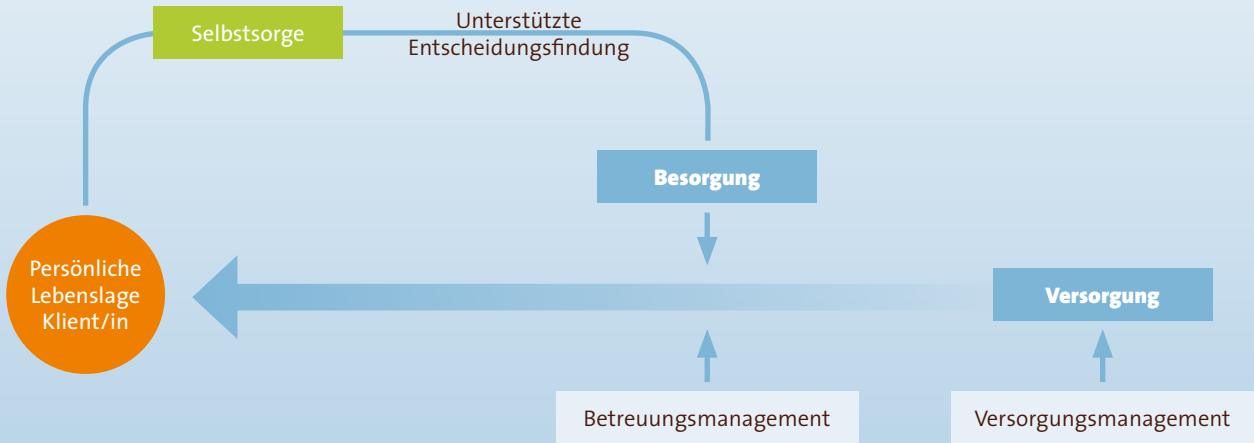 Selbstsorge
Unterstützte
Entscheidungsfindung
Besorgung
Persönliche
Lebenslage
Klient/in
Versorgung
Betreuungsmanagement
Versorgungsmanagement